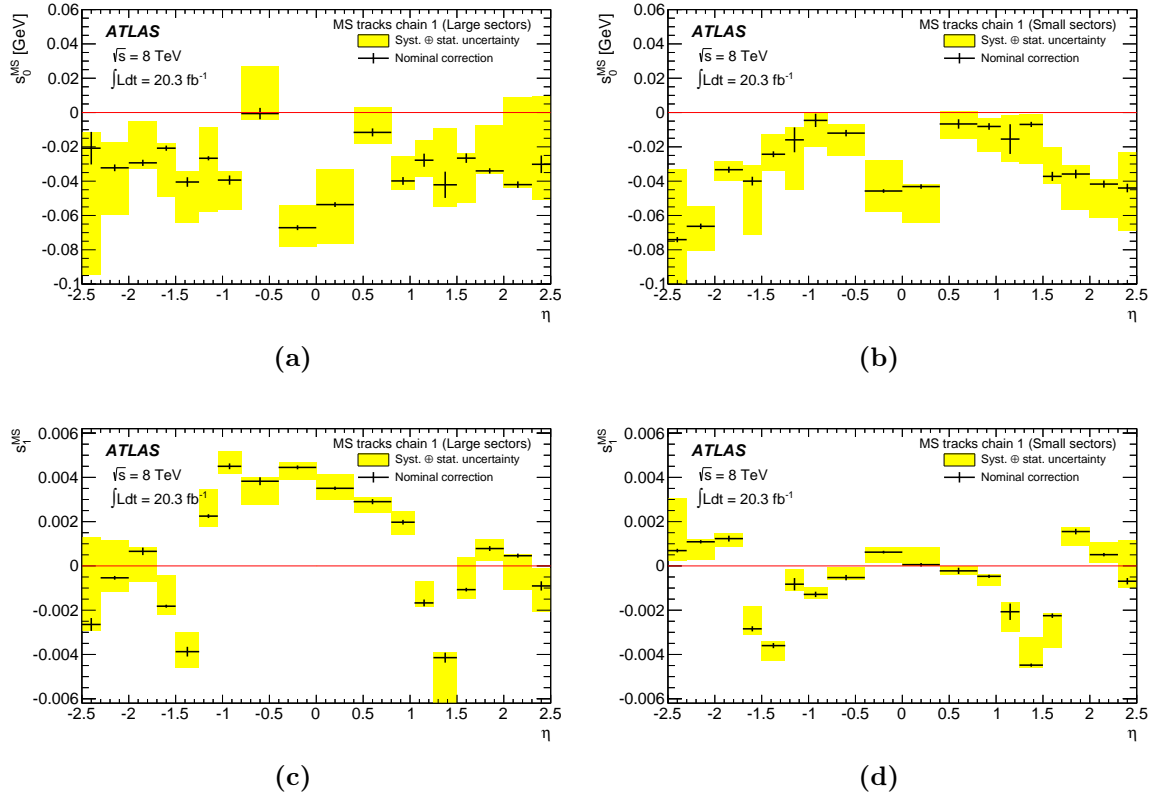 s₀ᴹˢ [GeV]
0.06
0.04
0.02
0
-0.02
-0.04
-0.06
-0.08
-0.1
ATLAS
√s = 8 TeV
∫Ldt = 20.3 fb⁻¹
MS tracks chain 1 (Large sectors)
Syst. ⊕ stat. uncertainty
Nominal correction
-2.5 -2 -1.5 -1 -0.5 0 0.5 1 1.5 2 2.5
η
(a)
s₀ᴹˢ [GeV]
0.06
0.04
0.02
0
-0.02
-0.04
-0.06
-0.08
-0.1
ATLAS
√s = 8 TeV
∫Ldt = 20.3 fb⁻¹
MS tracks chain 1 (Small sectors)
Syst. ⊕ stat. uncertainty
Nominal correction
-2.5 -2 -1.5 -1 -0.5 0 0.5 1 1.5 2 2.5
η
(b)
s₁ᴹˢ
0.006
0.004
0.002
0
-0.002
-0.004
-0.006
ATLAS
√s = 8 TeV
∫Ldt = 20.3 fb⁻¹
MS tracks chain 1 (Large sectors)
Syst. ⊕ stat. uncertainty
Nominal correction
-2.5 -2 -1.5 -1 -0.5 0 0.5 1 1.5 2 2.5
η
(c)
s₁ᴹˢ
0.006
0.004
0.002
0
-0.002
-0.004
-0.006
ATLAS
√s = 8 TeV
∫Ldt = 20.3 fb⁻¹
MS tracks chain 1 (Small sectors)
Syst. ⊕ stat. uncertainty
Nominal correction
-2.5 -2 -1.5 -1 -0.5 0 0.5 1 1.5 2 2.5
η
(d)